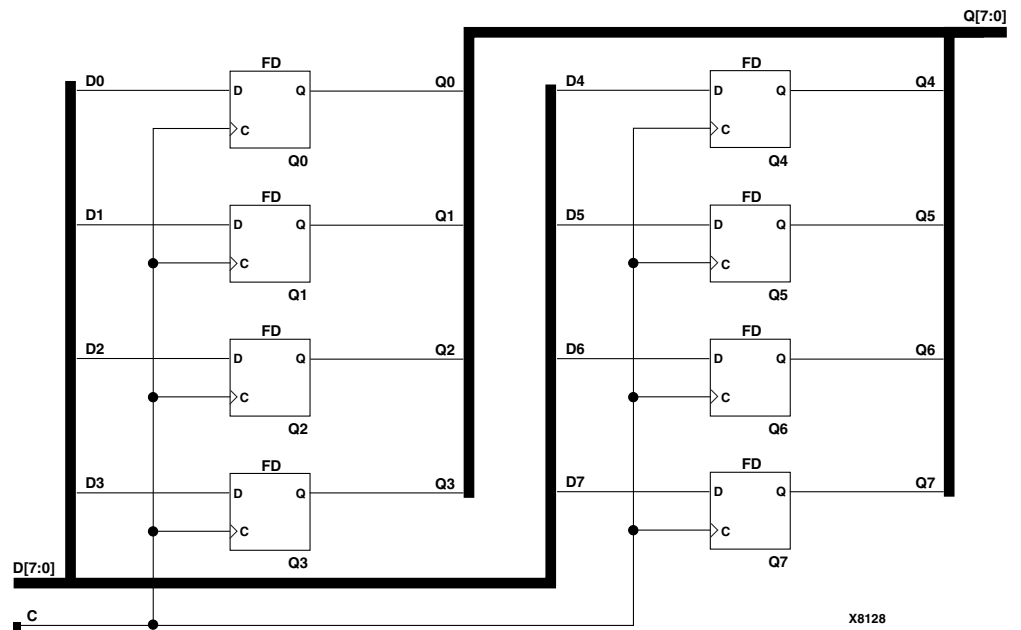 Q[7:0]
FD FD
D0 D Q Q0 D4 D Q Q4
C C
Q0 Q4
FD FD
D1 D Q Q1 D5 D Q Q5
C C
Q1 Q5
FD FD
D2 D Q Q2 D6 D Q Q6
C C
Q2 Q6
FD FD
D3 D Q Q3 D7 D Q Q7
C C
Q3 Q7
D[7:0]
C
X8128